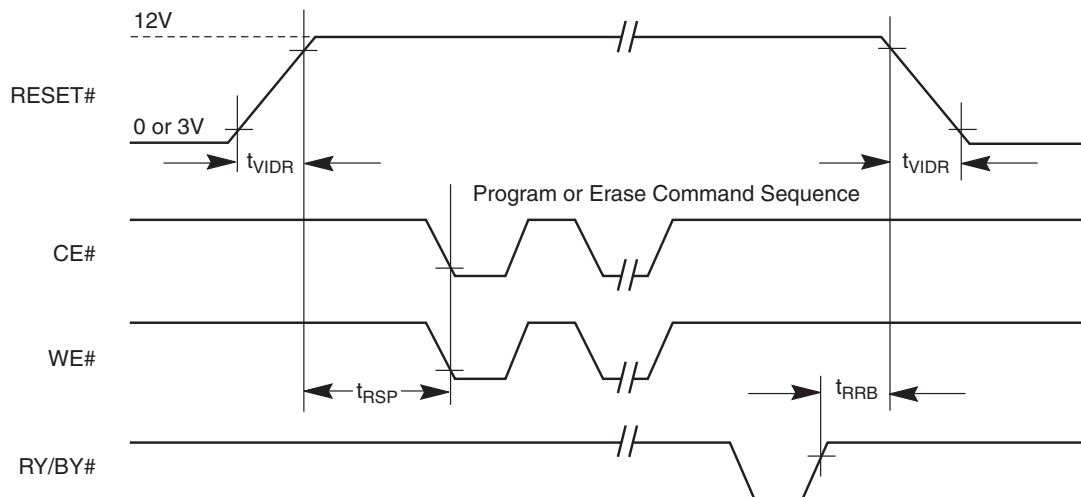 12V
RESET#
0 or 3V
tVIDR
tVIDR
Program or Erase Command Sequence
CE#
WE#
tRSP
tRRB
RY/BY#